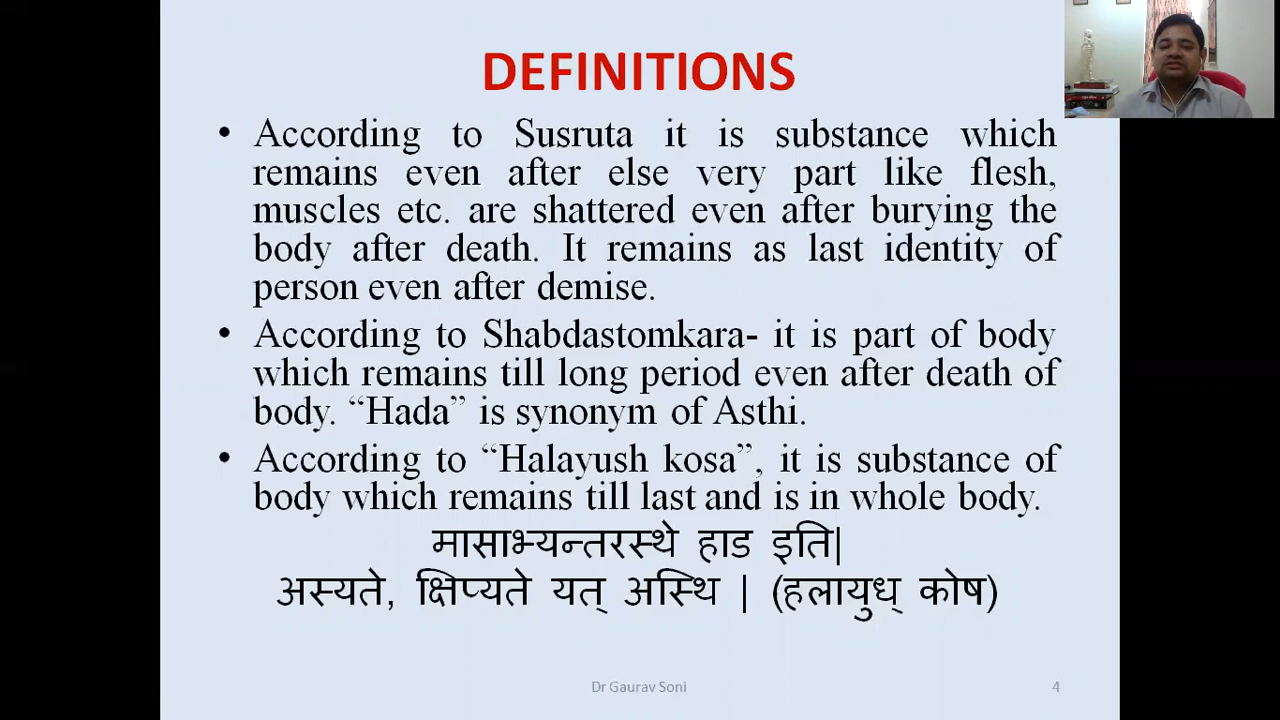 DEFINITIONS
• According to Susruta it is substance which
remains even after else very part like flesh,
muscles etc. are shattered even after burying the
body after death. It remains as last identity of
person even after demise.
• According to Shabdastomkara- it is part of body
which remains till long period even after death of
body. “Hada” is synonym of Asthi.
• According to “Halayush kosa”, it is substance of
body which remains till last and is in whole body.
मासाभ्यन्तरस्थे हाड इति|
अस्यते, क्षिप्यते यत् अस्थि | (हलायुध् कोष)
Dr Gaurav Soni
4